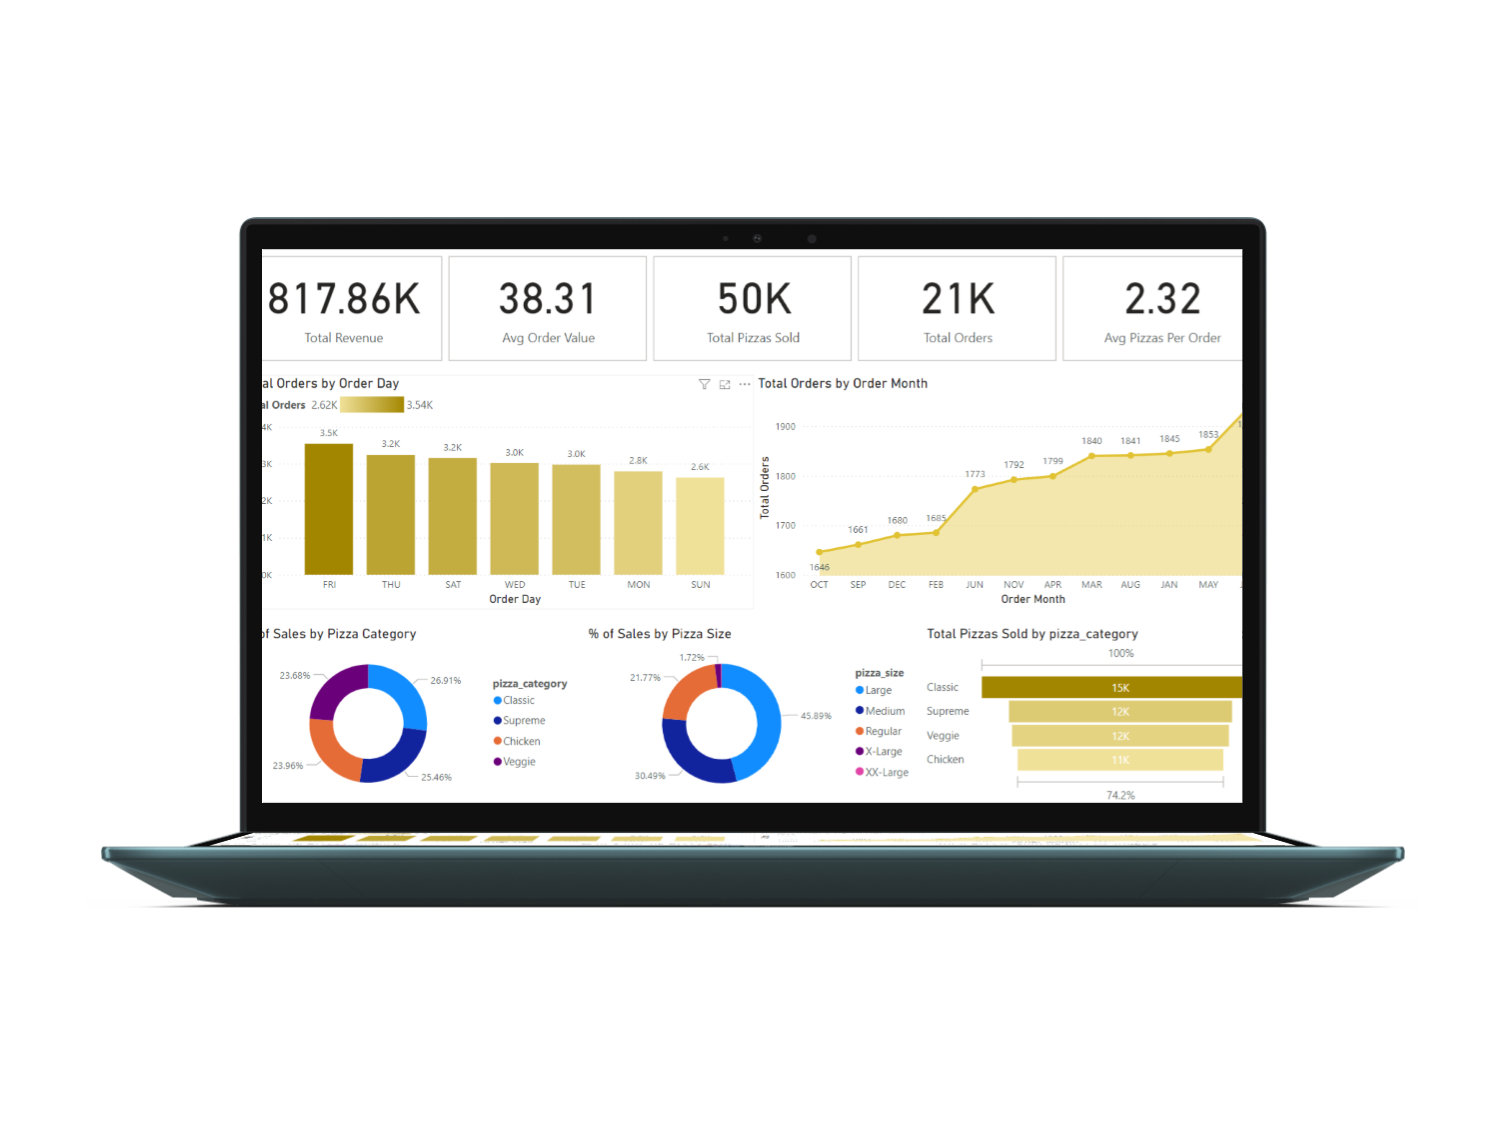 817.86K
Total Revenue
38.31
Avg Order Value
50K
Total Pizzas Sold
21K
Total Orders
2.32
Avg Pizzas Per Order
al Orders by Order Day
al Orders 2.62K 3.54K
4K
3K
2K
1K
0K
3.5K
3.2K
3.2K
3.0K
3.0K
2.8K
2.6K
FRI THU SAT WED TUE MON SUN
Order Day
Total Orders by Order Month
Total Orders
1900
1800
1700
1600
1646
1661
1680
1685
1773
1792
1799
1840
1841
1845
1853
OCT SEP DEC FEB JUN NOV APR MAR AUG JAN MAY
Order Month
of Sales by Pizza Category
23.68%
26.91%
23.96%
25.46%
pizza_category
Classic
Supreme
Chicken
Veggie
% of Sales by Pizza Size
1.72%
21.77%
45.89%
30.49%
pizza_size
Large
Medium
Regular
X-Large
XX-Large
Total Pizzas Sold by pizza_category
100%
Classic 15K
Supreme 12K
Veggie 12K
Chicken 11K
74.2%